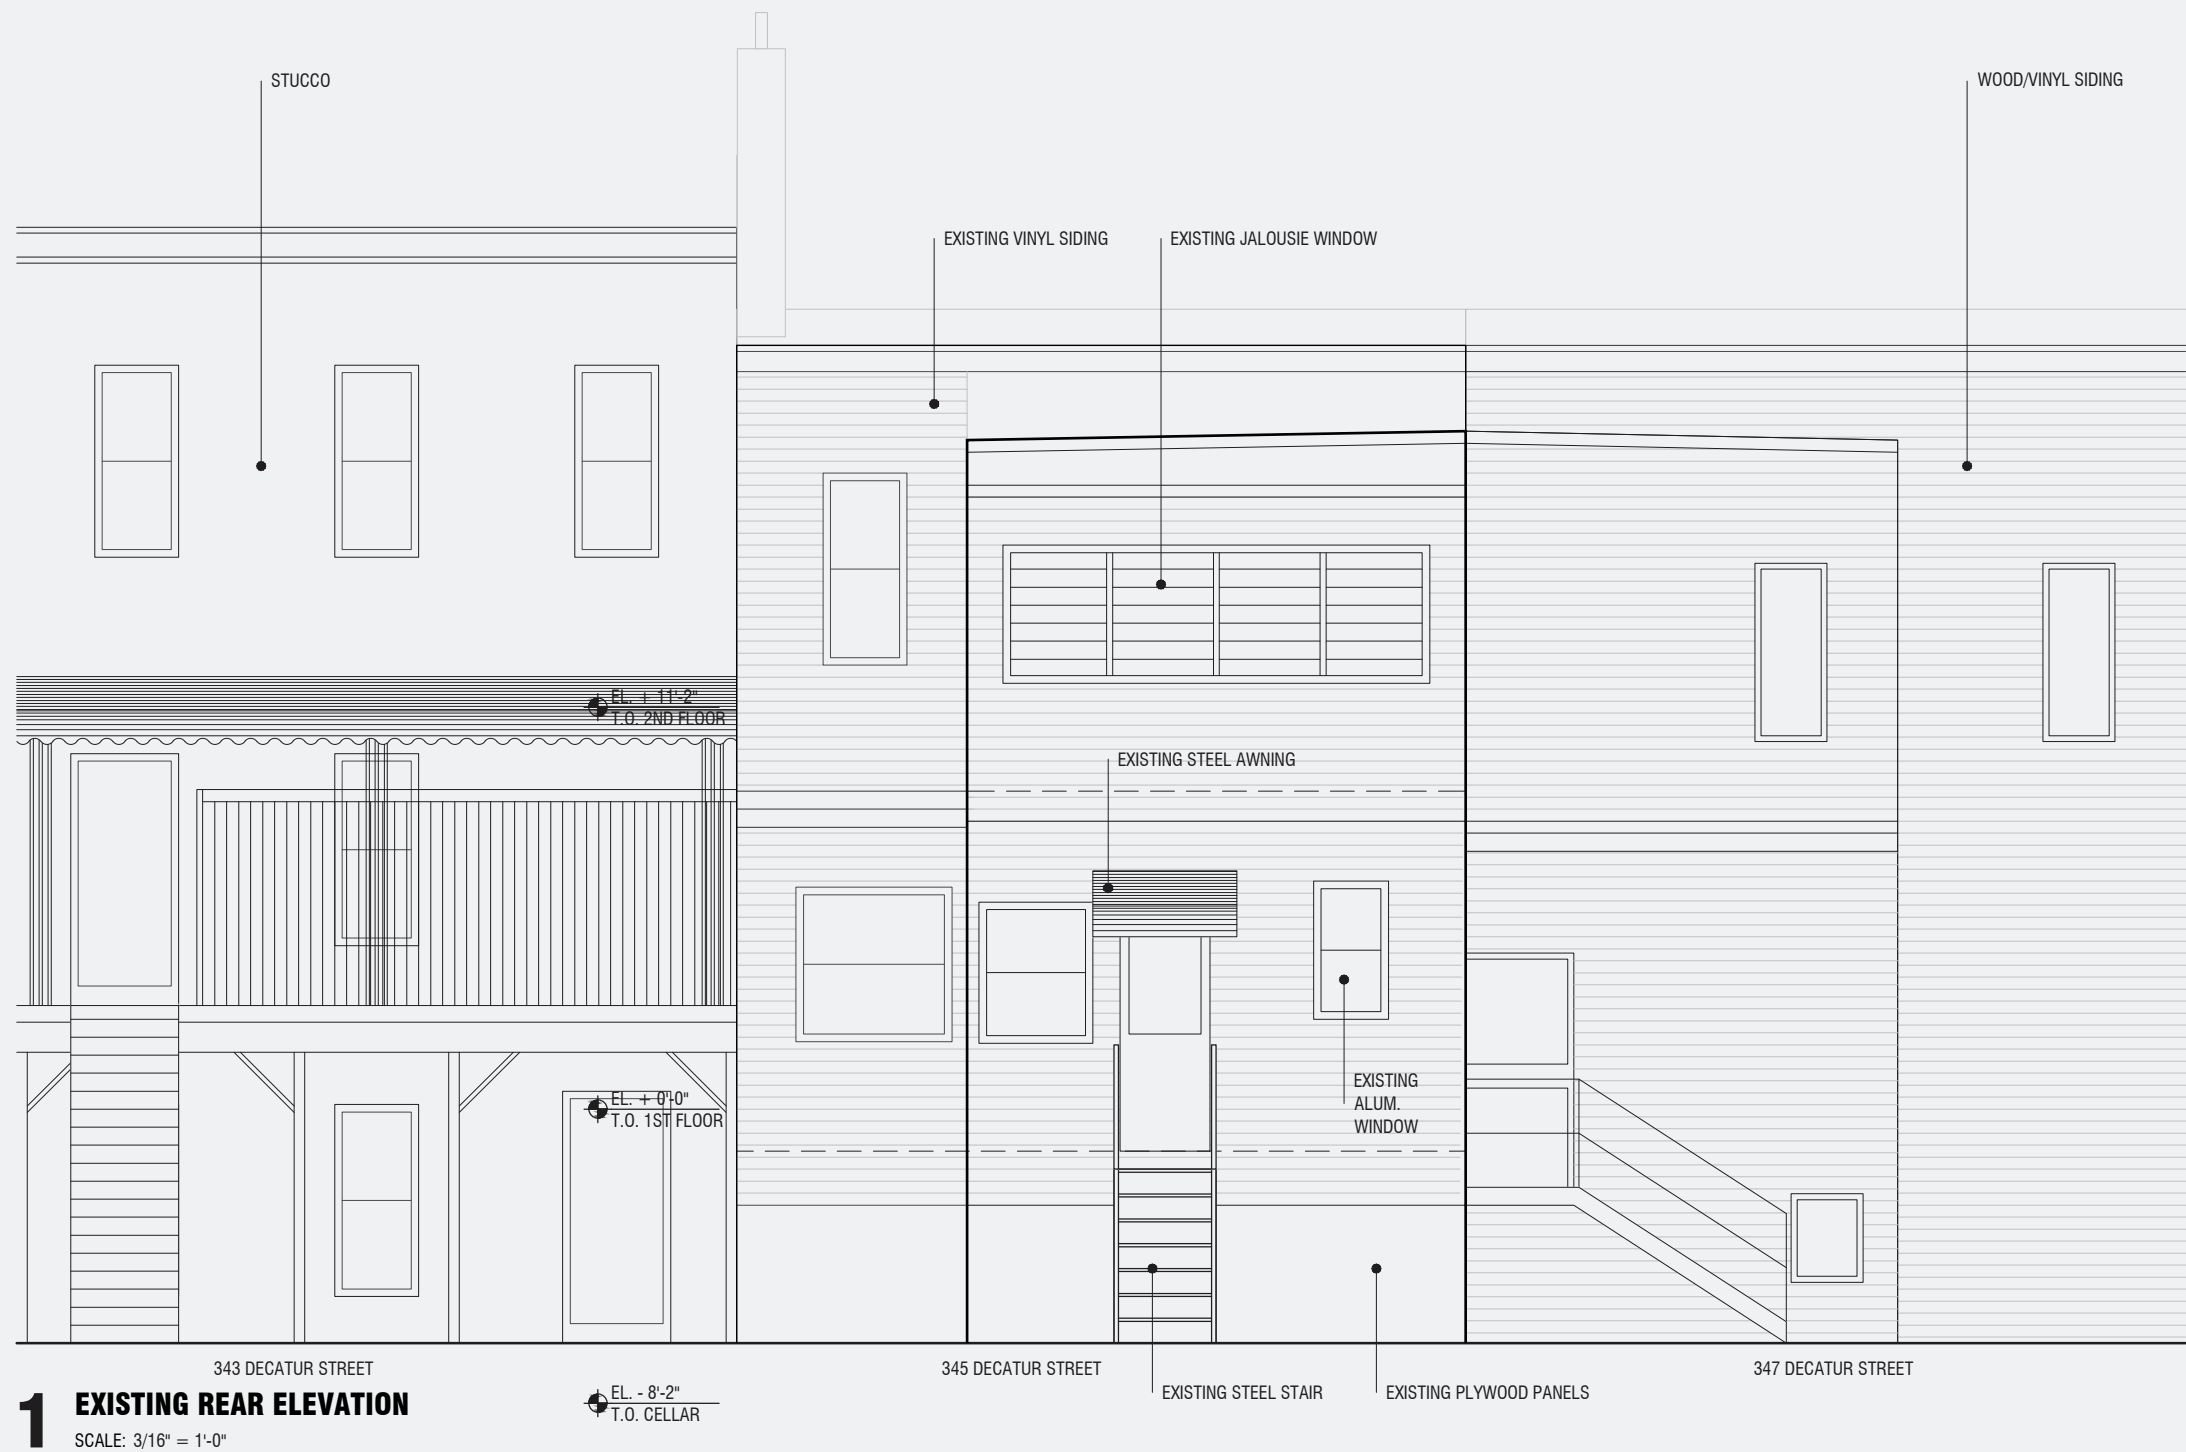 STUCCO
WOOD/VINYL SIDING
EXISTING VINYL SIDING
EXISTING JALOUSIE WINDOW
EL. + 11'-2"
T.O. 2ND FLOOR
EXISTING STEEL AWNING
EXISTING
ALUM.
WINDOW
EL. + 0'-0"
T.O. 1ST FLOOR
343 DECATUR STREET
345 DECATUR STREET
347 DECATUR STREET
EXISTING STEEL STAIR
EXISTING PLYWOOD PANELS
EL. - 8'-2"
T.O. CELLAR
1 EXISTING REAR ELEVATION
SCALE: 3/16" = 1'-0"